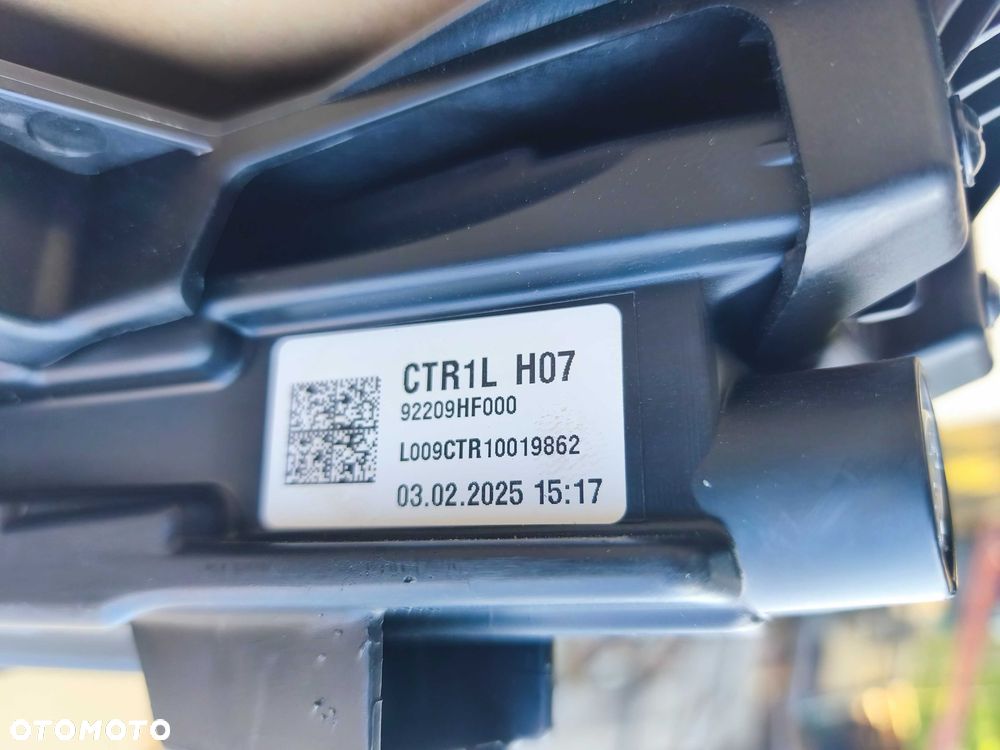 CTR1L H07
92209HF000
L009CTR10019862
03.02.2025 15:17
OTOMOTO